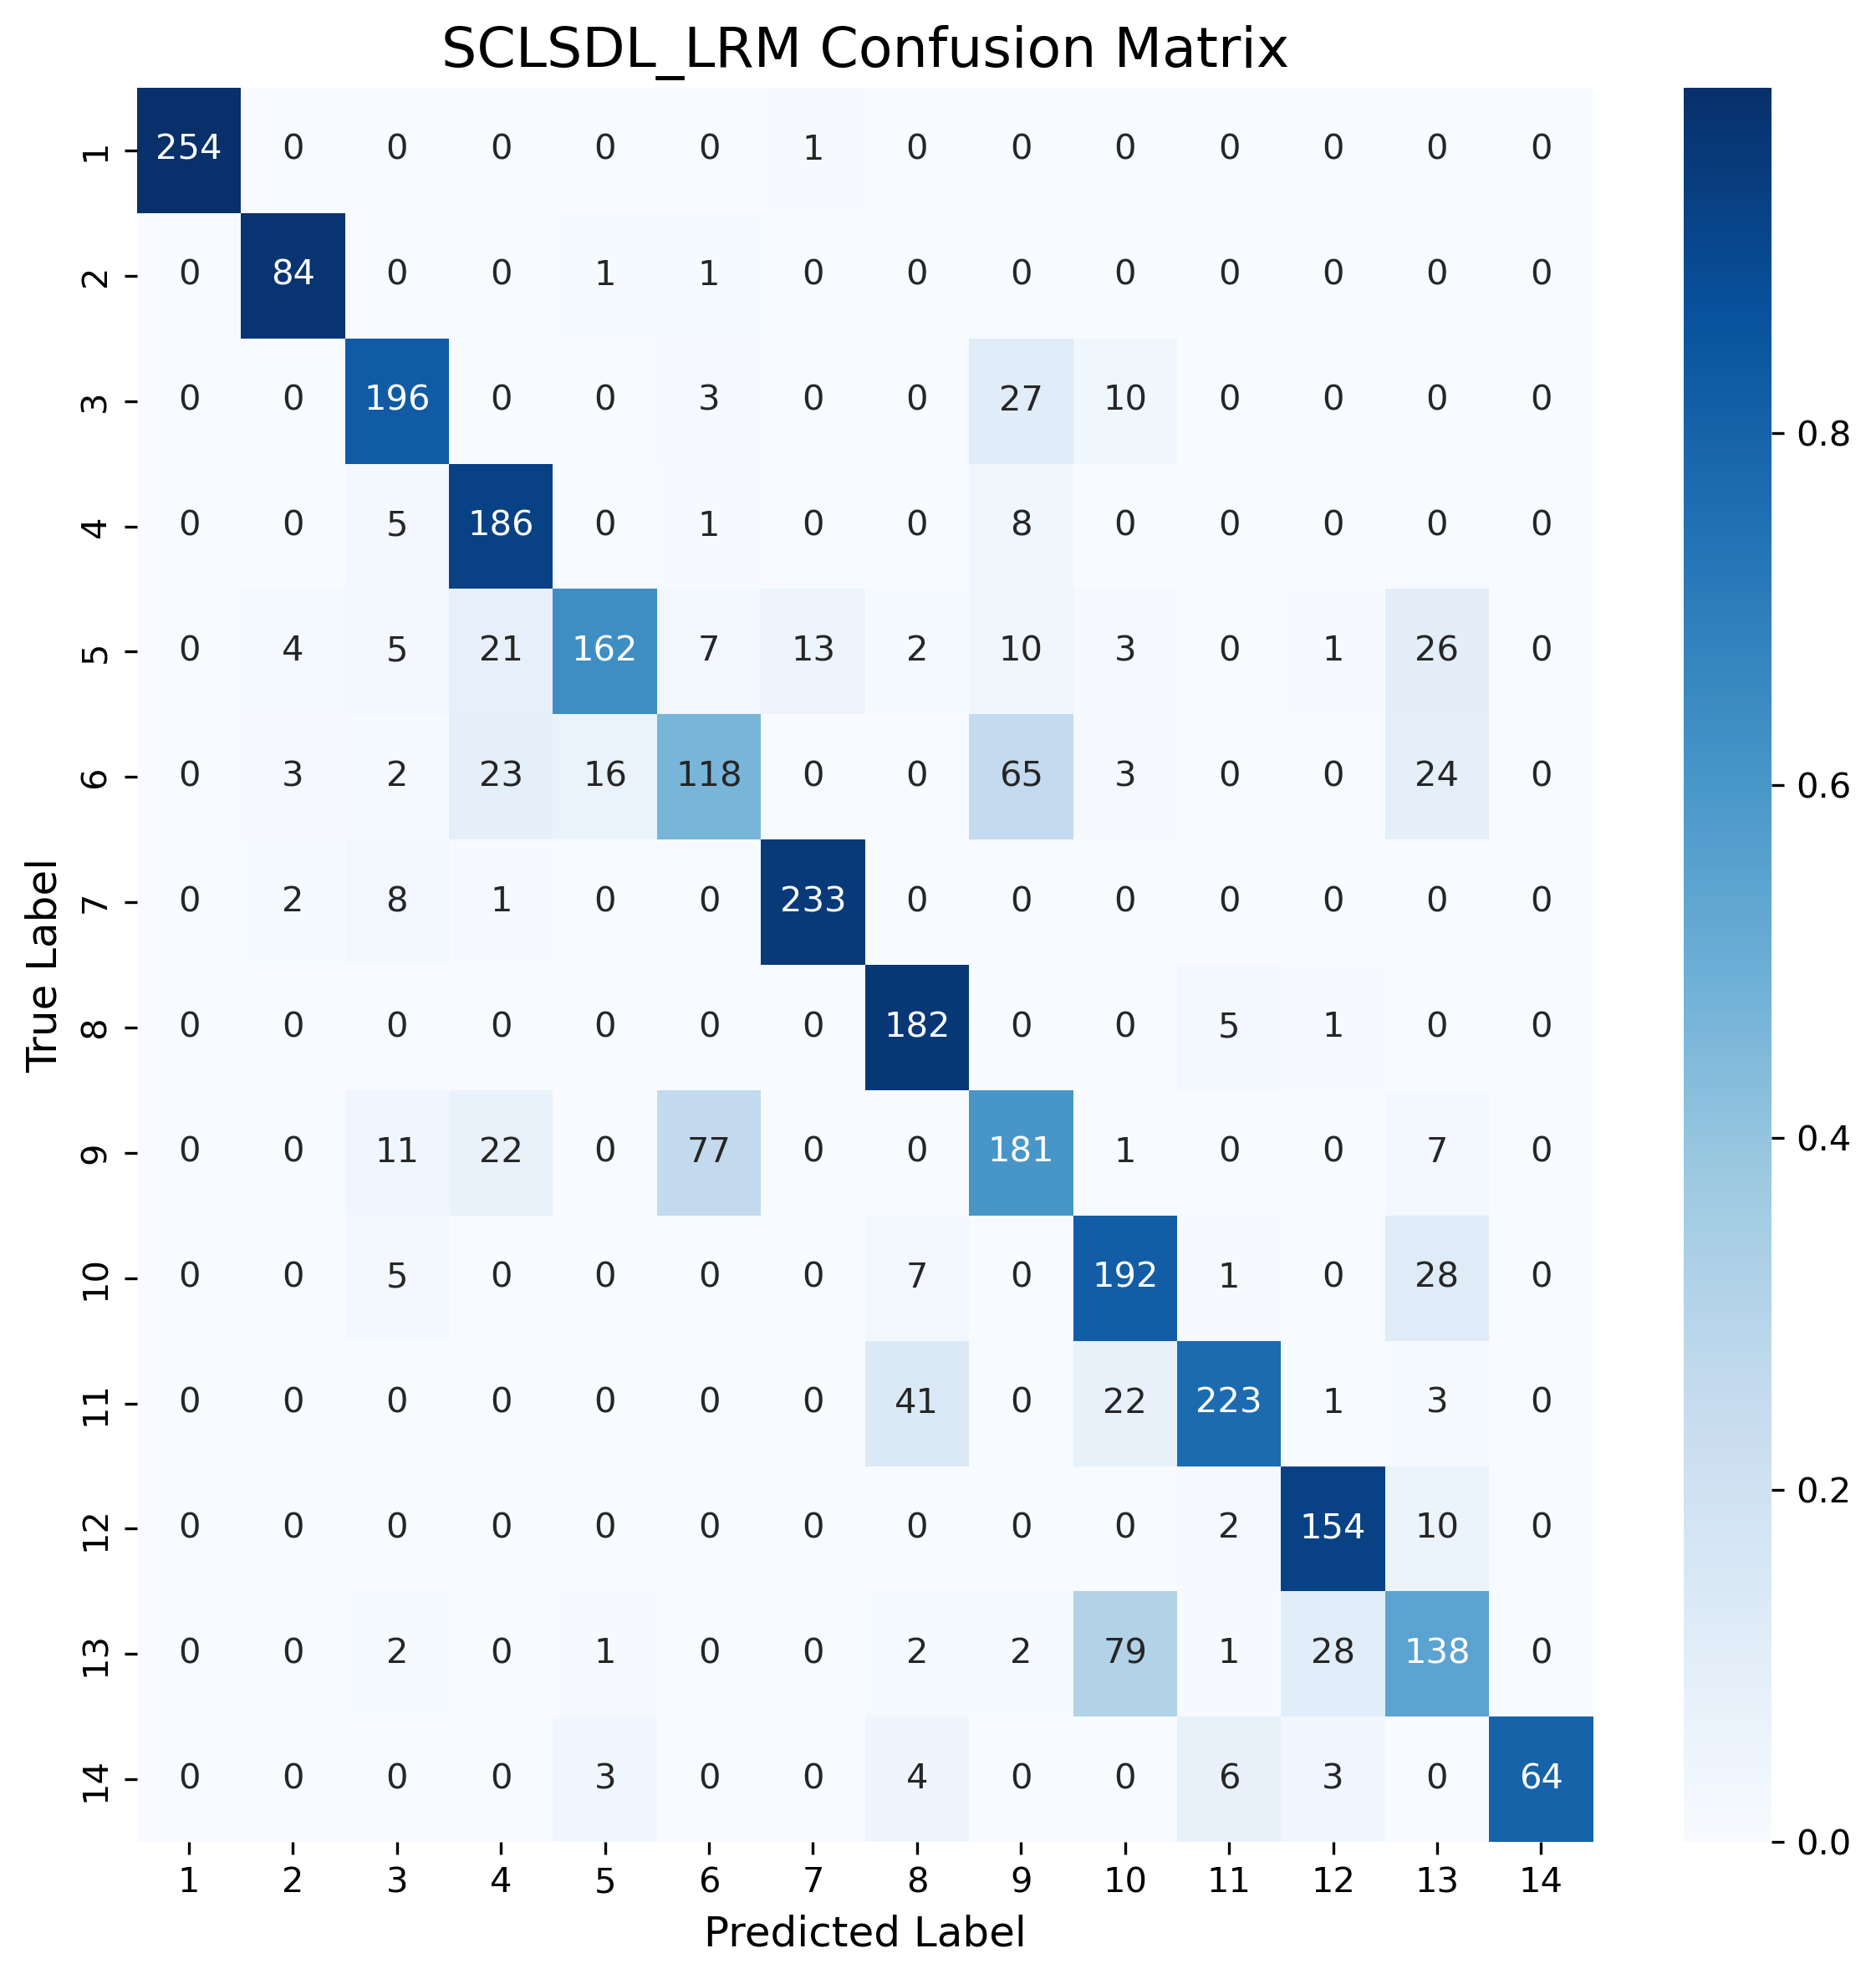 SCLSDL_LRM Confusion Matrix
1 254 0 0 0 0 0 1 0 0 0 0 0 0 0
2 0 84 0 0 1 1 0 0 0 0 0 0 0 0
3 0 0 196 0 0 3 0 0 27 10 0 0 0 0
0.8
4 0 0 5 186 0 1 0 0 8 0 0 0 0 0
5 0 4 5 21 162 7 13 2 10 3 0 1 26 0
6 0 3 2 23 16 118 0 0 65 3 0 0 24 0
0.6
7 0 2 8 1 0 0 233 0 0 0 0 0 0 0
True Label
8 0 0 0 0 0 0 0 182 0 0 5 1 0 0
9 0 0 11 22 0 77 0 0 181 1 0 0 7 0
0.4
10 0 0 5 0 0 0 0 7 0 192 1 0 28 0
11 0 0 0 0 0 0 0 41 0 22 223 1 3 0
0.2
12 0 0 0 0 0 0 0 0 0 0 2 154 10 0
13 0 0 2 0 1 0 0 2 2 79 1 28 138 0
14 0 0 0 0 3 0 0 4 0 0 6 3 0 64
0.0
1 2 3 4 5 6 7 8 9 10 11 12 13 14
Predicted Label